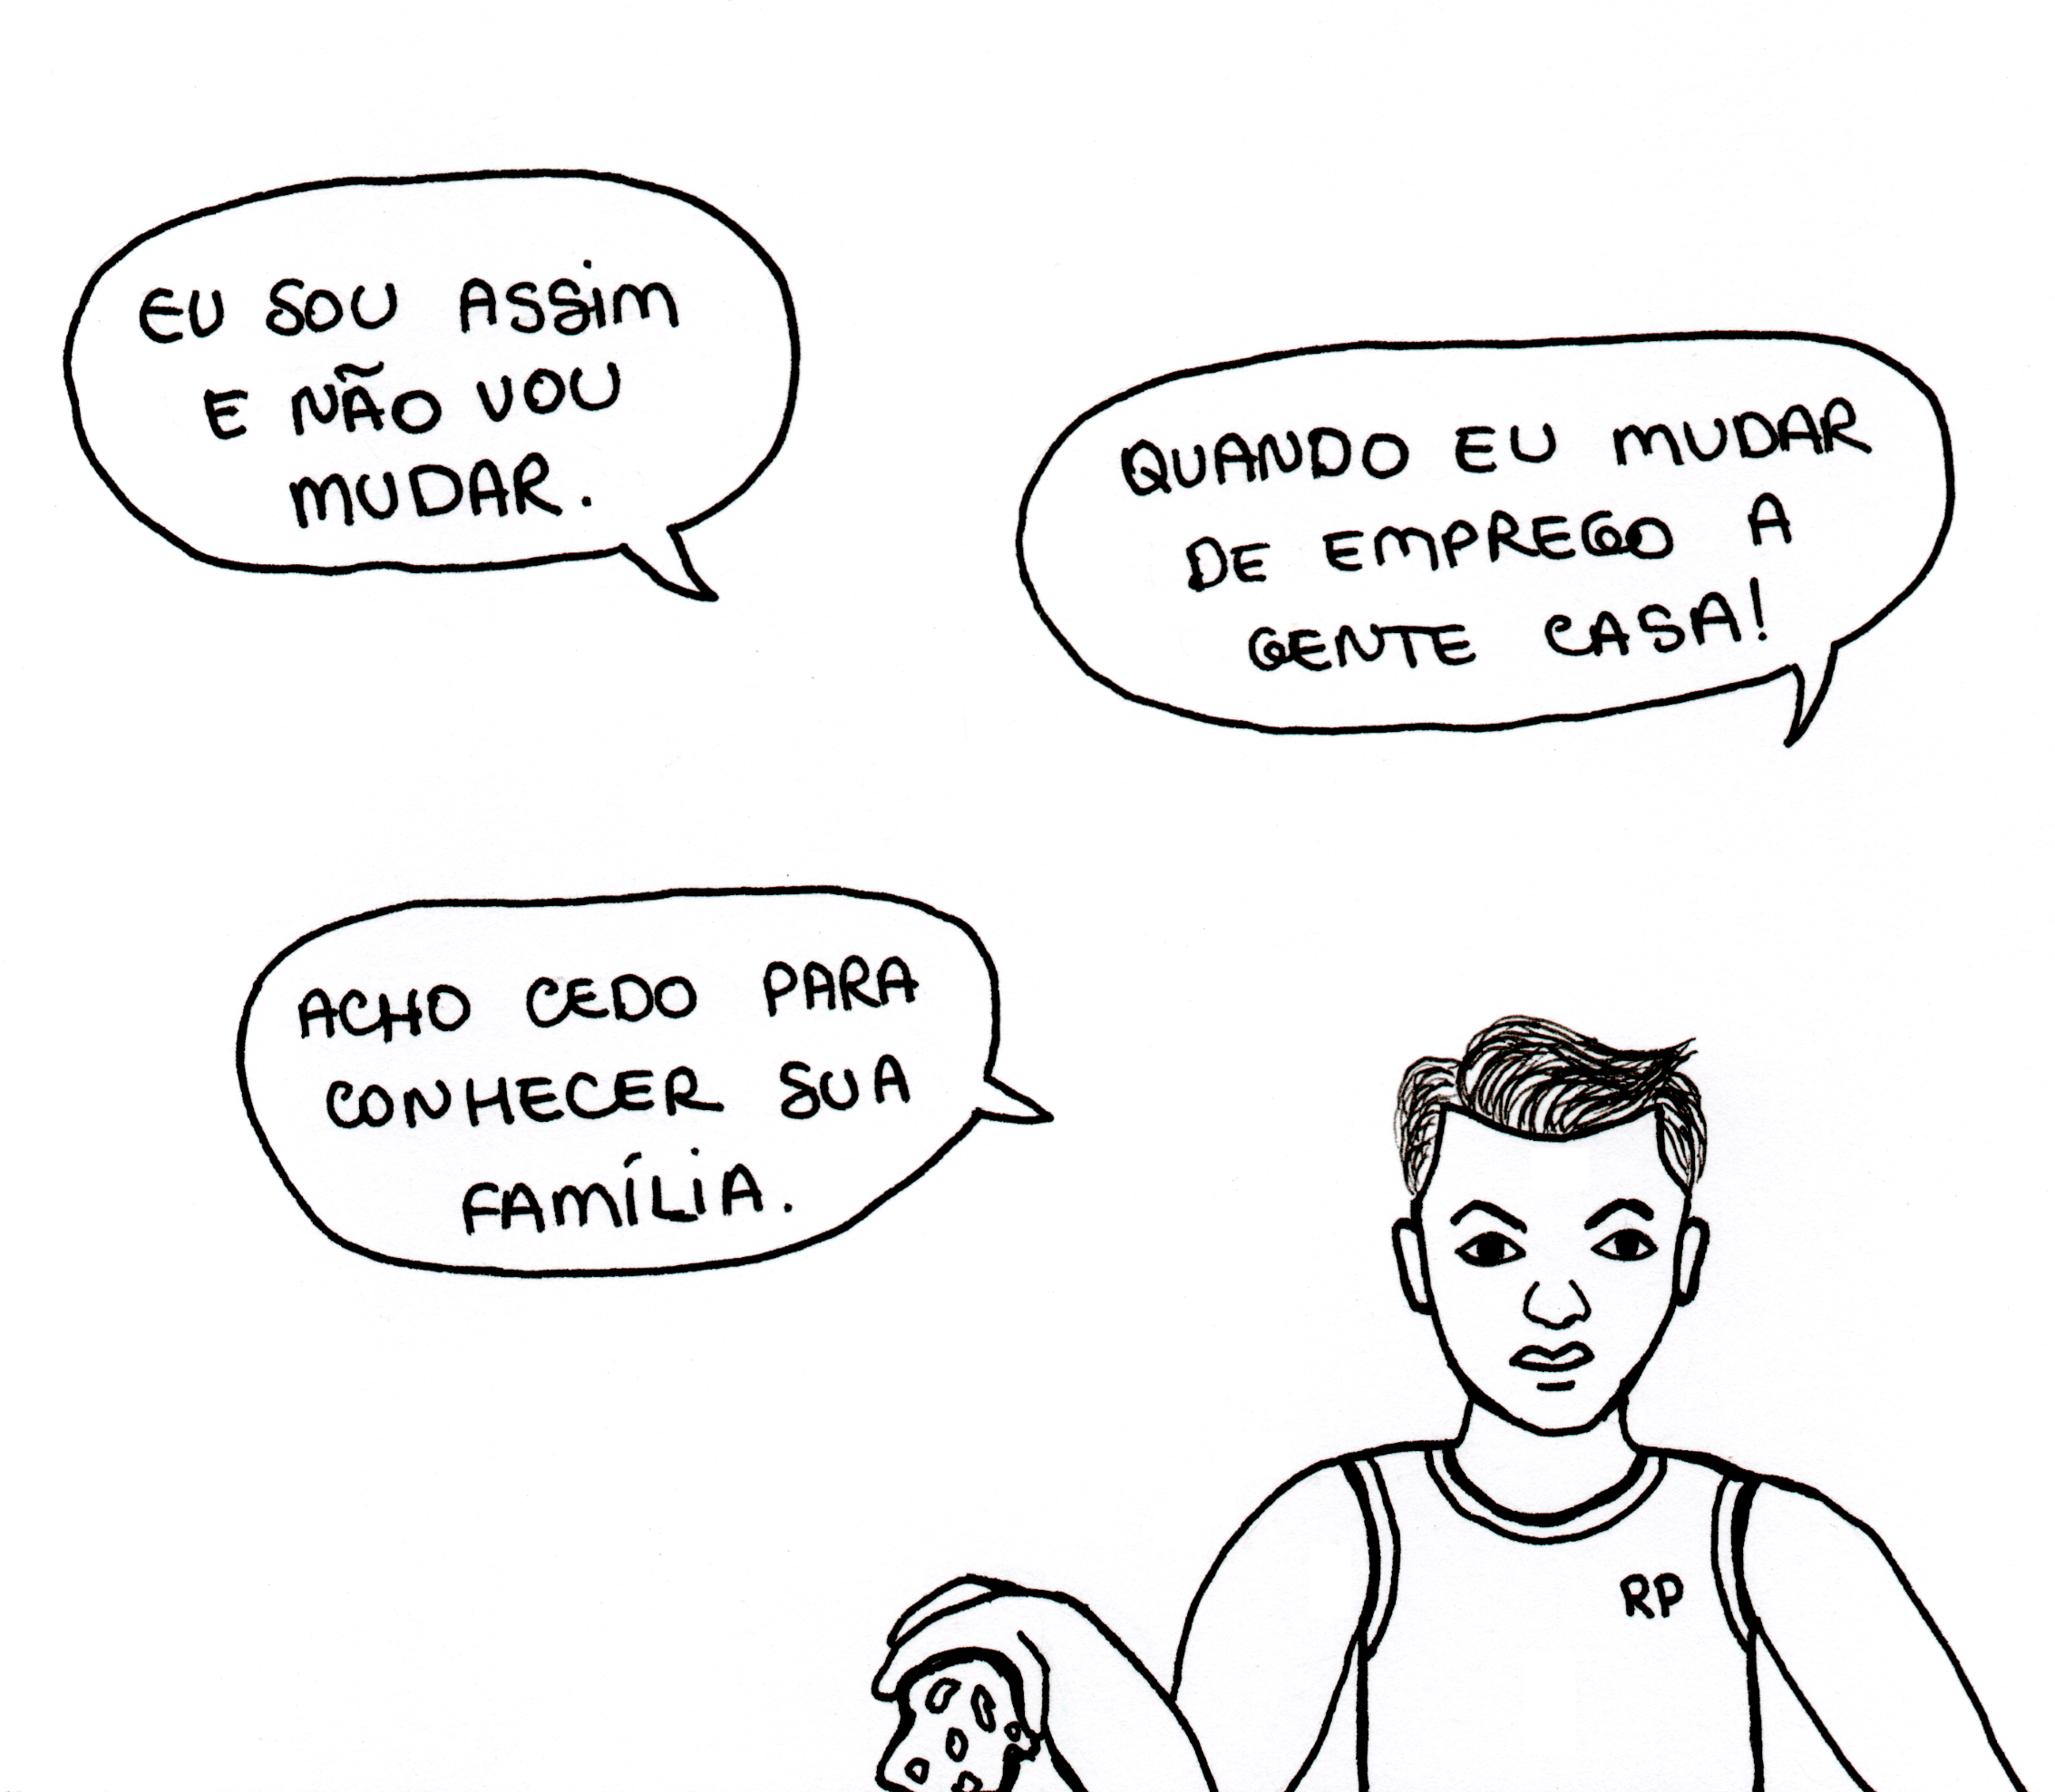 EU SOU ASSIM
E NÃO VOU
MUDAR.
QUANDO EU MUDAR
DE EMPREGO A
GENTE CASA!
ACHO CEDO PARA
CONHECER SUA
FAMÍLIA.
RP